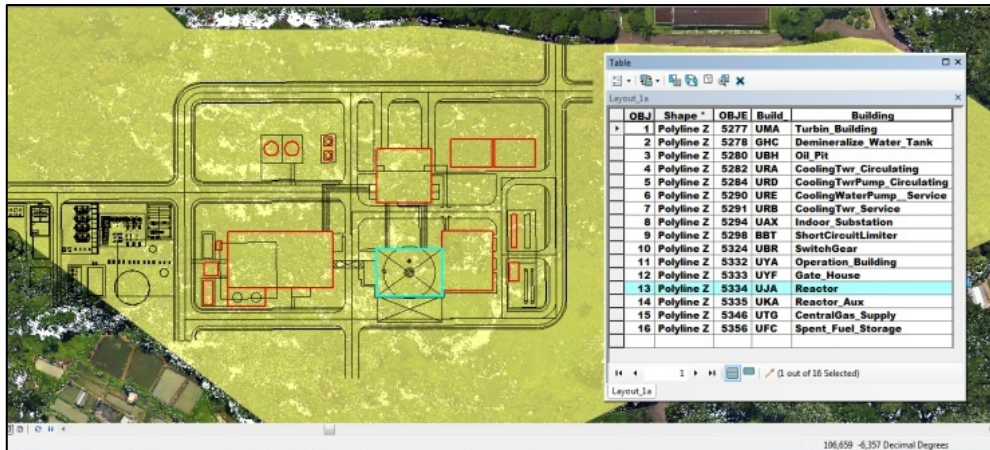 Table
Layout_1a
OBJ Shape * OBJE Build_ Building
1 Polyline Z 5277 UMA Turbin_Building
2 Polyline Z 5278 GHC Demineralize_Water_Tank
3 Polyline Z 5280 UBH Oil_Pit
4 Polyline Z 5282 URA CoolingTwr_Circulating
5 Polyline Z 5284 URD CoolingTwrPump_Circulating
6 Polyline Z 5290 URE CoolingWaterPump__Service
7 Polyline Z 5291 URB CoolingTwr_Service
8 Polyline Z 5294 UAX Indoor_Substation
9 Polyline Z 5298 BBT ShortCircuitLimiter
10 Polyline Z 5324 UBR SwitchGear
11 Polyline Z 5332 UYA Operation_Building
12 Polyline Z 5333 UYF Gate_House
13 Polyline Z 5334 UJA Reactor
14 Polyline Z 5335 UKA Reactor_Aux
15 Polyline Z 5346 UTG CentralGas_Supply
16 Polyline Z 5356 UFC Spent_Fuel_Storage
1 (1 out of 16 Selected)
Layout_1a
106,659 -6,357 Decimal Degrees